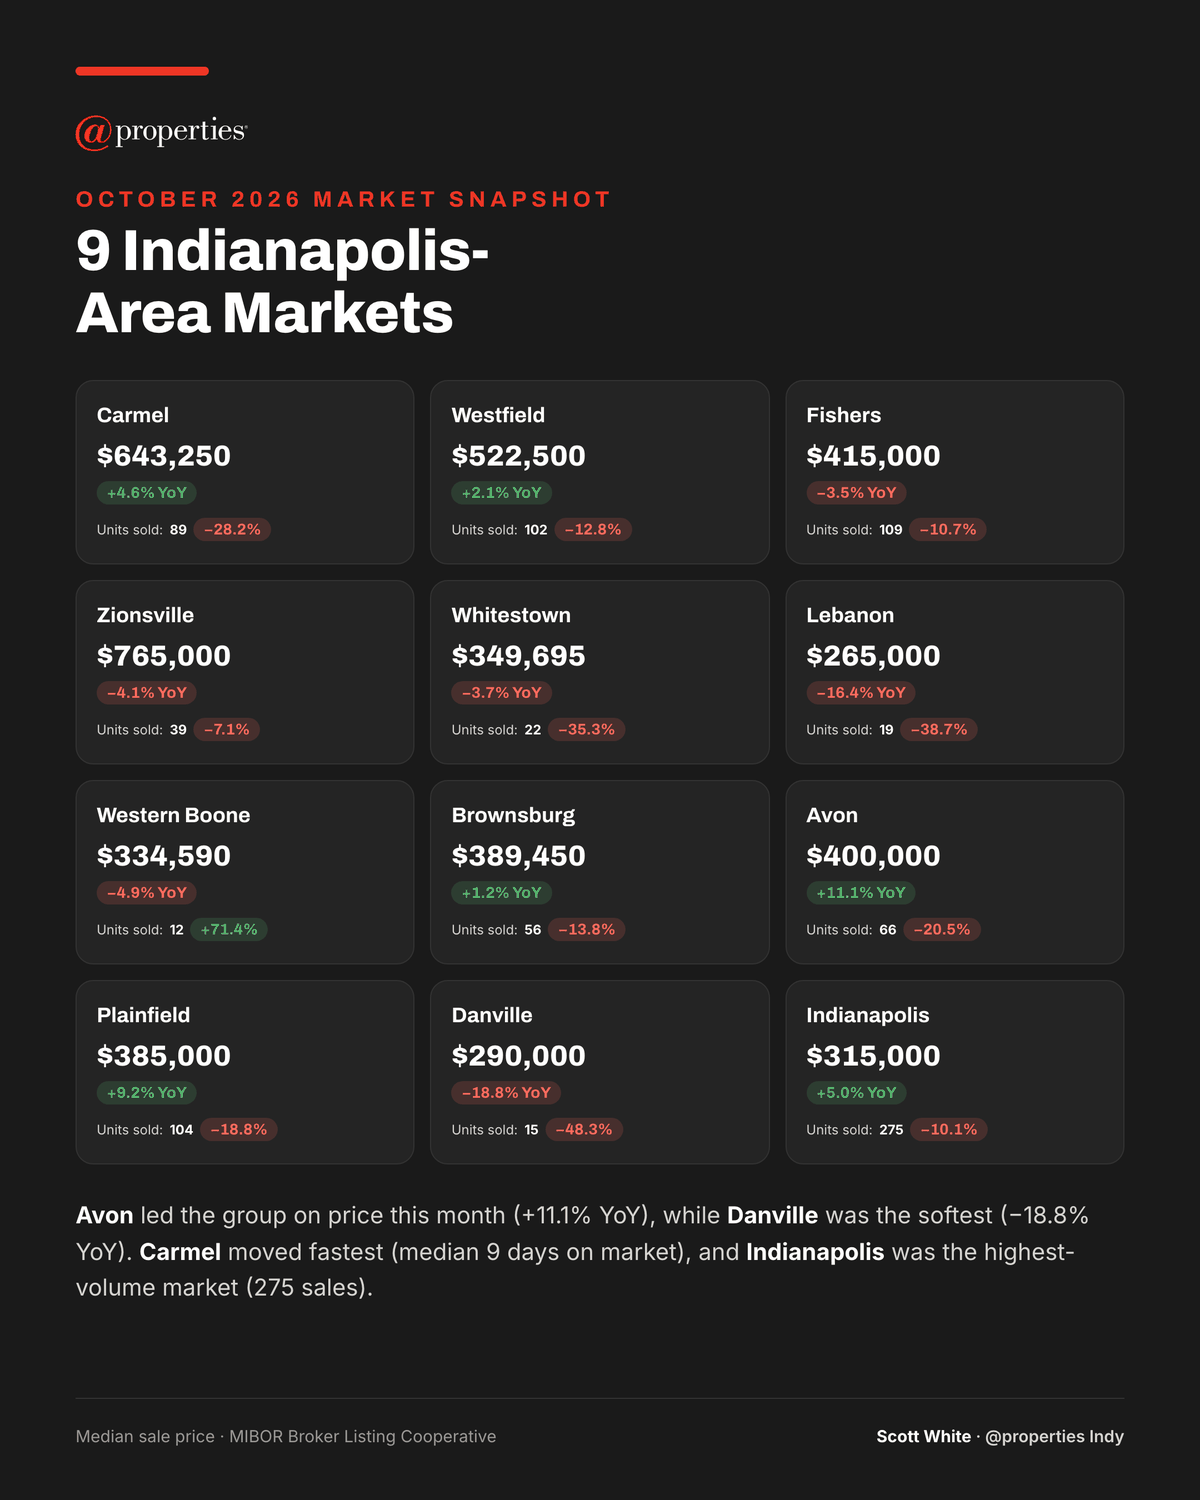 @properties®
OCTOBER 2026 MARKET SNAPSHOT
9 Indianapolis-
Area Markets
Carmel
$643,250
+4.6% YoY
Units sold: 89 −28.2%
Westfield
$522,500
+2.1% YoY
Units sold: 102 −12.8%
Fishers
$415,000
−3.5% YoY
Units sold: 109 −10.7%
Zionsville
$765,000
−4.1% YoY
Units sold: 39 −7.1%
Whitestown
$349,695
−3.7% YoY
Units sold: 22 −35.3%
Lebanon
$265,000
−16.4% YoY
Units sold: 19 −38.7%
Western Boone
$334,590
−4.9% YoY
Units sold: 12 +71.4%
Brownsburg
$389,450
+1.2% YoY
Units sold: 56 −13.8%
Avon
$400,000
+11.1% YoY
Units sold: 66 −20.5%
Plainfield
$385,000
+9.2% YoY
Units sold: 104 −18.8%
Danville
$290,000
−18.8% YoY
Units sold: 15 −48.3%
Indianapolis
$315,000
+5.0% YoY
Units sold: 275 −10.1%
Avon led the group on price this month (+11.1% YoY), while Danville was the softest (−18.8%
YoY). Carmel moved fastest (median 9 days on market), and Indianapolis was the highest-
volume market (275 sales).
Median sale price · MIBOR Broker Listing Cooperative
Scott White · @properties Indy